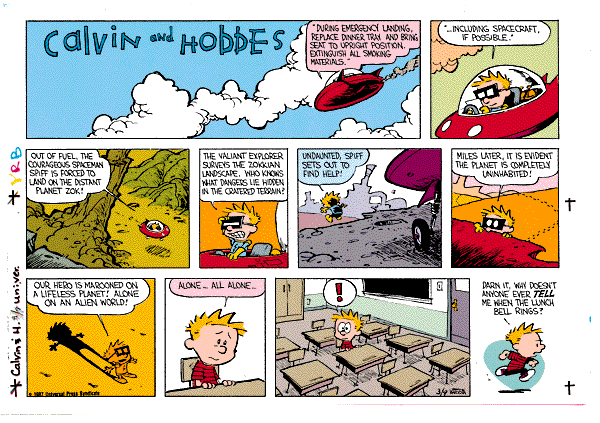 Calvin and HobbEs
"DURING EMERGENCY LANDING,
REPLACE DINNER TRAY AND BRING
SEAT TO UPRIGHT POSITION.
EXTINGUISH ALL SMOKING
MATERIALS."
"...INCLUDING SPACECRAFT,
IF POSSIBLE."
OUT OF FUEL, THE
COURAGEOUS SPACEMAN
SPIFF IS FORCED TO
LAND ON THE DISTANT
PLANET ZOK!
THE VALIANT EXPLORER
SURVEYS THE ZOKKIAN
LANDSCAPE. WHO KNOWS
WHAT DANGERS LIE HIDDEN
IN THE CRATERED TERRAIN?
UNDAUNTED, SPIFF
SETS OUT TO
FIND HELP!
MILES LATER, IT IS EVIDENT
THE PLANET IS COMPLETELY
UNINHABITED!
OUR HERO IS MAROONED ON
A LIFELESS PLANET! ALONE
ON AN ALIEN WORLD!
© 1987 Universal Press Syndicate
ALONE... ALL ALONE...
!
3/4 WATTERSON
DARN IT, WHY DOESN'T
ANYONE EVER TELL
ME WHEN THE LUNCH
BELL RINGS?
Y R B